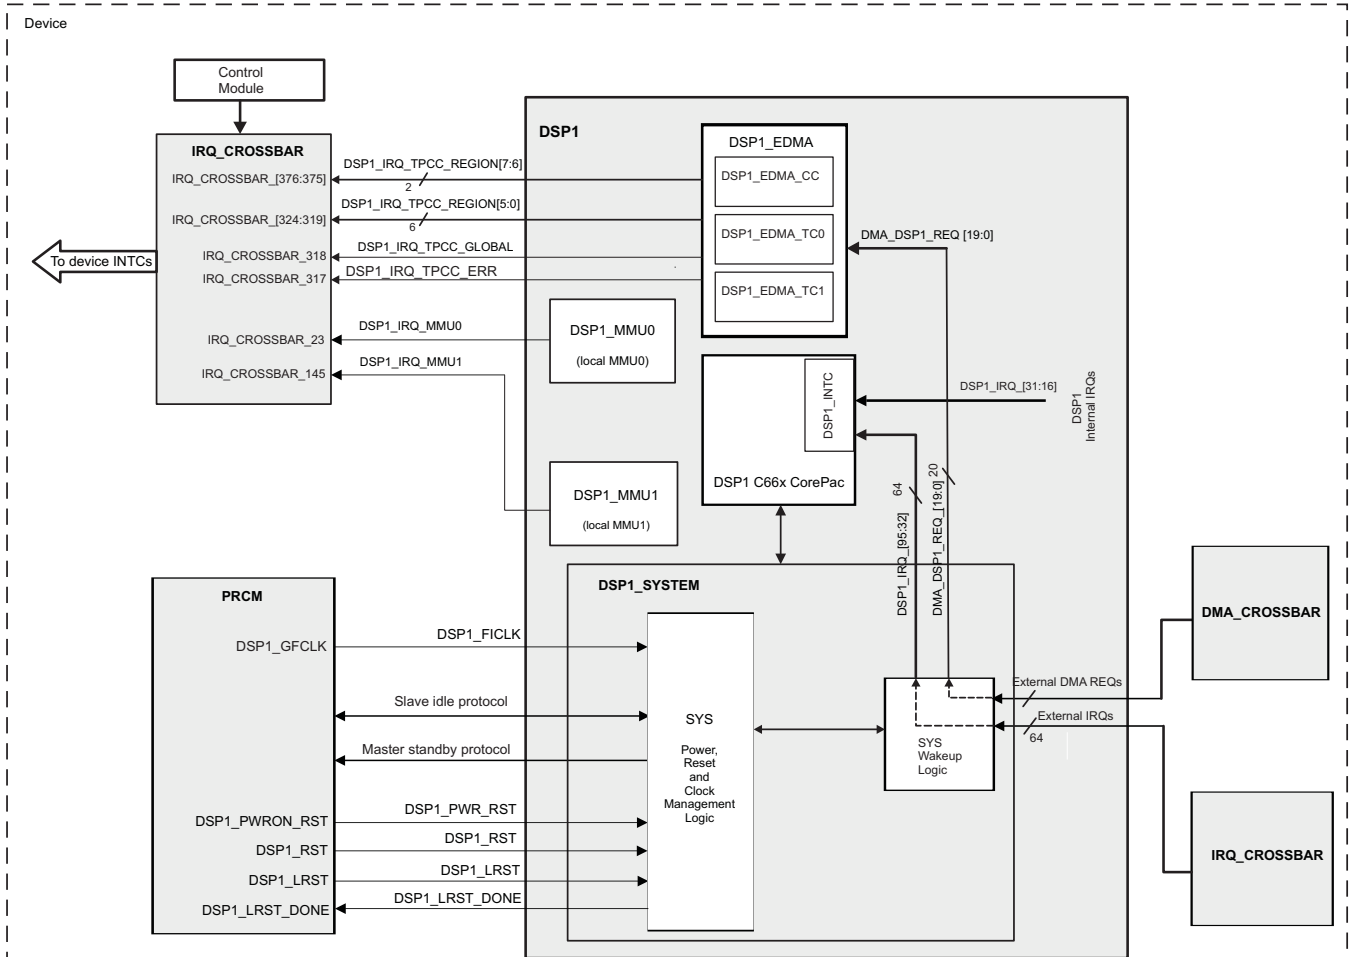 Device
Control
Module
IRQ_CROSSBAR
IRQ_CROSSBAR_[376:375]
IRQ_CROSSBAR_[324:319]
IRQ_CROSSBAR_318
IRQ_CROSSBAR_317
IRQ_CROSSBAR_23
IRQ_CROSSBAR_145
To device INTCs
DSP1_IRQ_TPCC_REGION[7:6]
2
DSP1_IRQ_TPCC_REGION[5:0]
6
DSP1_IRQ_TPCC_GLOBAL
DSP1_IRQ_TPCC_ERR
DSP1_IRQ_MMU0
DSP1_IRQ_MMU1
DSP1
DSP1_EDMA
DSP1_EDMA_CC
DSP1_EDMA_TC0
DSP1_EDMA_TC1
DMA_DSP1_REQ [19:0]
DSP1_MMU0
(local MMU0)
DSP1_INTC
DSP1 C66x CorePac
DSP1_IRQ_[31:16]
DSP1
Internal IRQs
DSP1_MMU1
(local MMU1)
64
DSP1_IRQ_[95:32]
20
DMA_DSP1_REQ_[19:0]
PRCM
DSP1_GFCLK
DSP1_PWRON_RST
DSP1_RST
DSP1_LRST
DSP1_LRST_DONE
DSP1_FICLK
Slave idle protocol
Master standby protocol
DSP1_PWR_RST
DSP1_RST
DSP1_LRST
DSP1_LRST_DONE
DSP1_SYSTEM
SYS
Power,
Reset
and
Clock
Management
Logic
SYS
Wakeup
Logic
External DMA REQs
External IRQs
64
DMA_CROSSBAR
IRQ_CROSSBAR